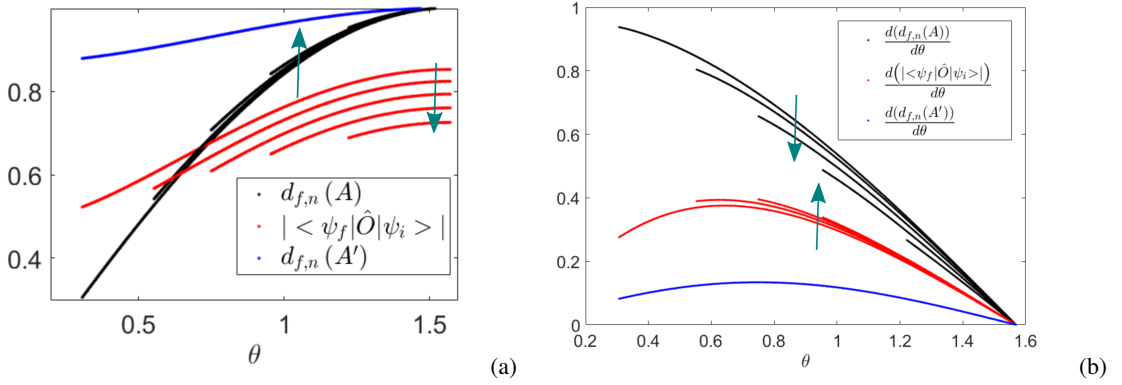 0.8
0.6
0.4
0.5
1
1.5
θ
d_{f,n} (A)
| < ψ_f|Ô|ψ_i > |
d_{f,n} (A′)
(a)
1
0.8
0.6
0.4
0.2
0
0.2
0.4
0.6
0.8
1
1.2
1.4
1.6
θ
d(d_{f,n}(A))/dθ
d(|<ψ_f|Ô|ψ_i>|)/dθ
d(d_{f,n}(A′))/dθ
(b)